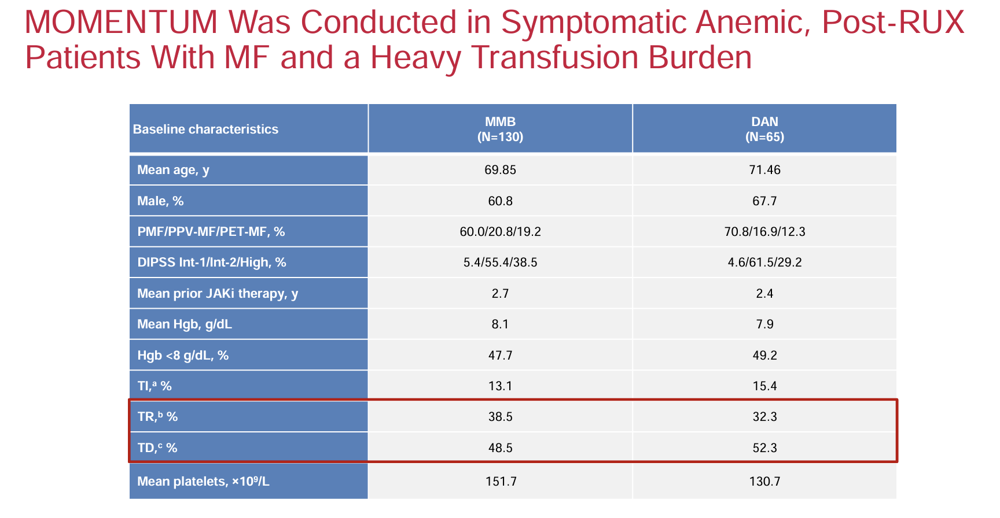 MOMENTUM Was Conducted in Symptomatic Anemic, Post-RUX
Patients With MF and a Heavy Transfusion Burden
Baseline characteristics
MMB
(N=130)
DAN
(N=65)
Mean age, y 69.85 71.46
Male, % 60.8 67.7
PMF/PPV-MF/PET-MF, % 60.0/20.8/19.2 70.8/16.9/12.3
DIPSS Int-1/Int-2/High, % 5.4/55.4/38.5 4.6/61.5/29.2
Mean prior JAKi therapy, y 2.7 2.4
Mean Hgb, g/dL 8.1 7.9
Hgb <8 g/dL, % 47.7 49.2
TI,ª % 13.1 15.4
TR,ᵇ % 38.5 32.3
TD,ᶜ % 48.5 52.3
Mean platelets, ×10⁹/L 151.7 130.7